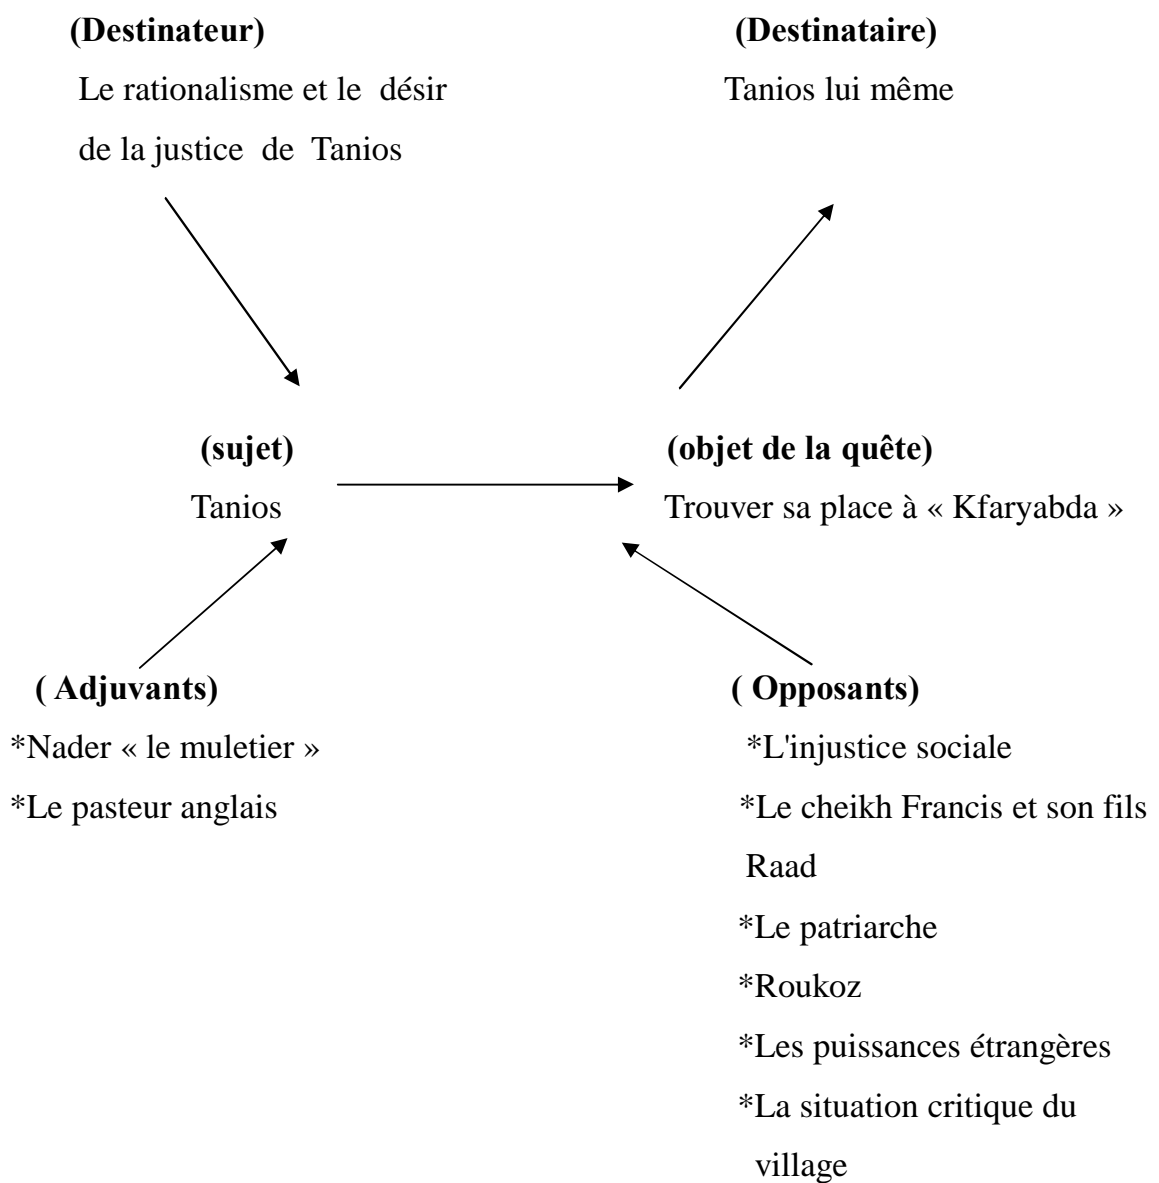 (Destinateur)
Le rationalisme et le désir
de la justice de Tanios
(Destinataire)
Tanios lui même
(sujet)
Tanios
(objet de la quête)
Trouver sa place à « Kfaryabda »
( Adjuvants)
*Nader « le muletier »
*Le pasteur anglais
( Opposants)
*L'injustice sociale
*Le cheikh Francis et son fils
Raad
*Le patriarche
*Roukoz
*Les puissances étrangères
*La situation critique du
village